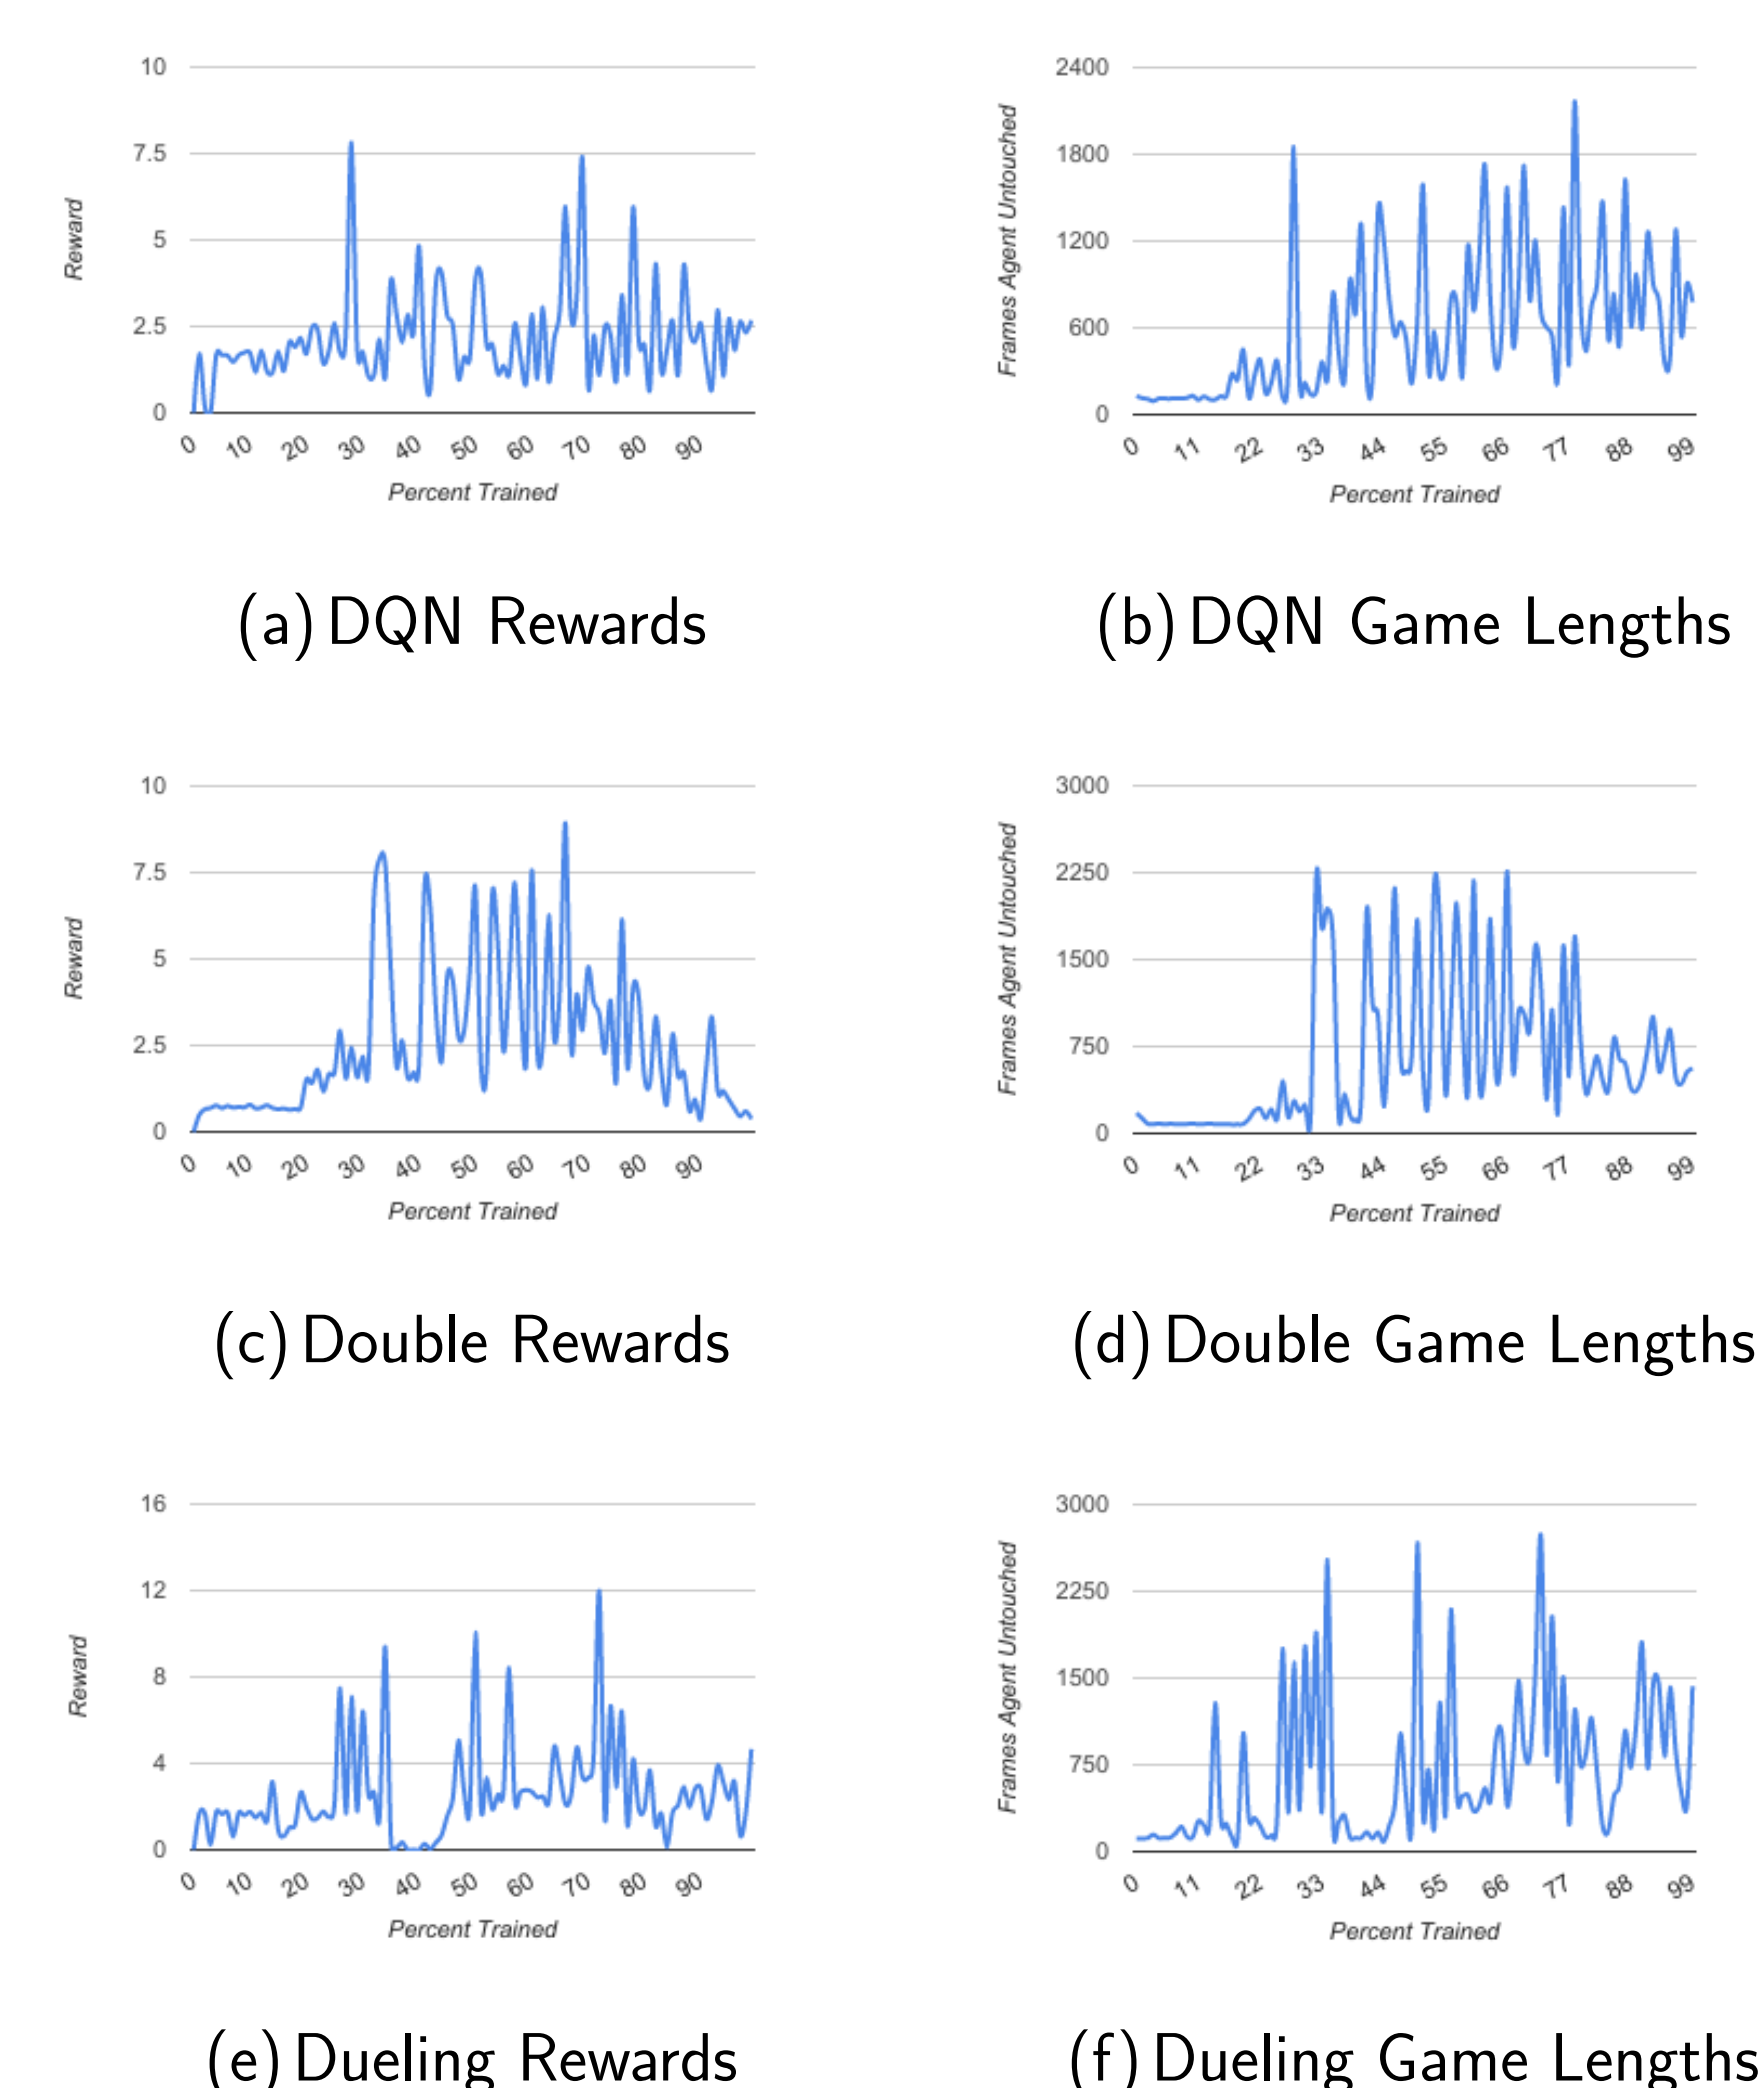 10
7.5
5
2.5
0
Reward
0 10 20 30 40 50 60 70 80 90
Percent Trained
(a) DQN Rewards
2400
1800
1200
600
0
Frames Agent Untouched
0 11 22 33 44 55 66 77 88 99
Percent Trained
(b) DQN Game Lengths
10
7.5
5
2.5
0
Reward
0 10 20 30 40 50 60 70 80 90
Percent Trained
(c) Double Rewards
3000
2250
1500
750
0
Frames Agent Untouched
0 11 22 33 44 55 66 77 88 99
Percent Trained
(d) Double Game Lengths
16
12
8
4
0
Reward
0 10 20 30 40 50 60 70 80 90
Percent Trained
(e) Dueling Rewards
3000
2250
1500
750
0
Frames Agent Untouched
0 11 22 33 44 55 66 77 88 99
Percent Trained
(f) Dueling Game Lengths